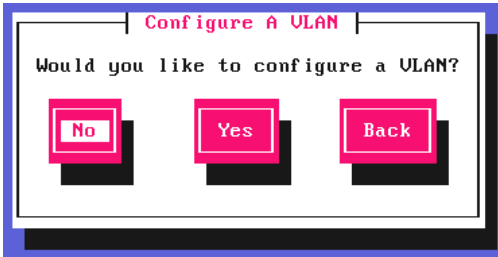 Configure A VLAN
Would you like to configure a VLAN?
No Yes Back